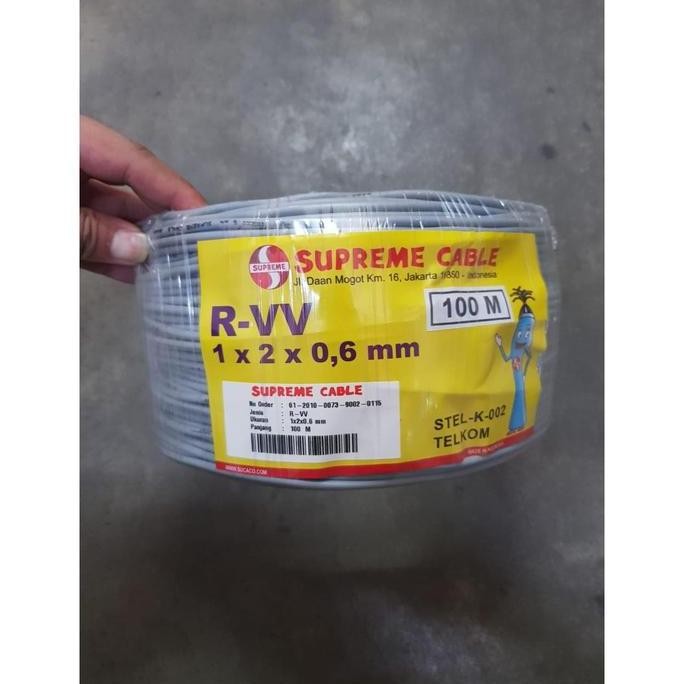 SUPREME
SUPREME CABLE
Jl. Daan Mogot Km. 16, Jakarta 11850 - Indonesia
100 M
R-VV
1 x 2 x 0,6 mm
SUPREME CABLE
No Order : 61-2010-0073-9002-0115
Jenis : R-VV
Ukuran : 1x2x0.6 mm
Panjang : 100 M
STEL-K-002
TELKOM
MADE IN
WWW.SUCACO.COM